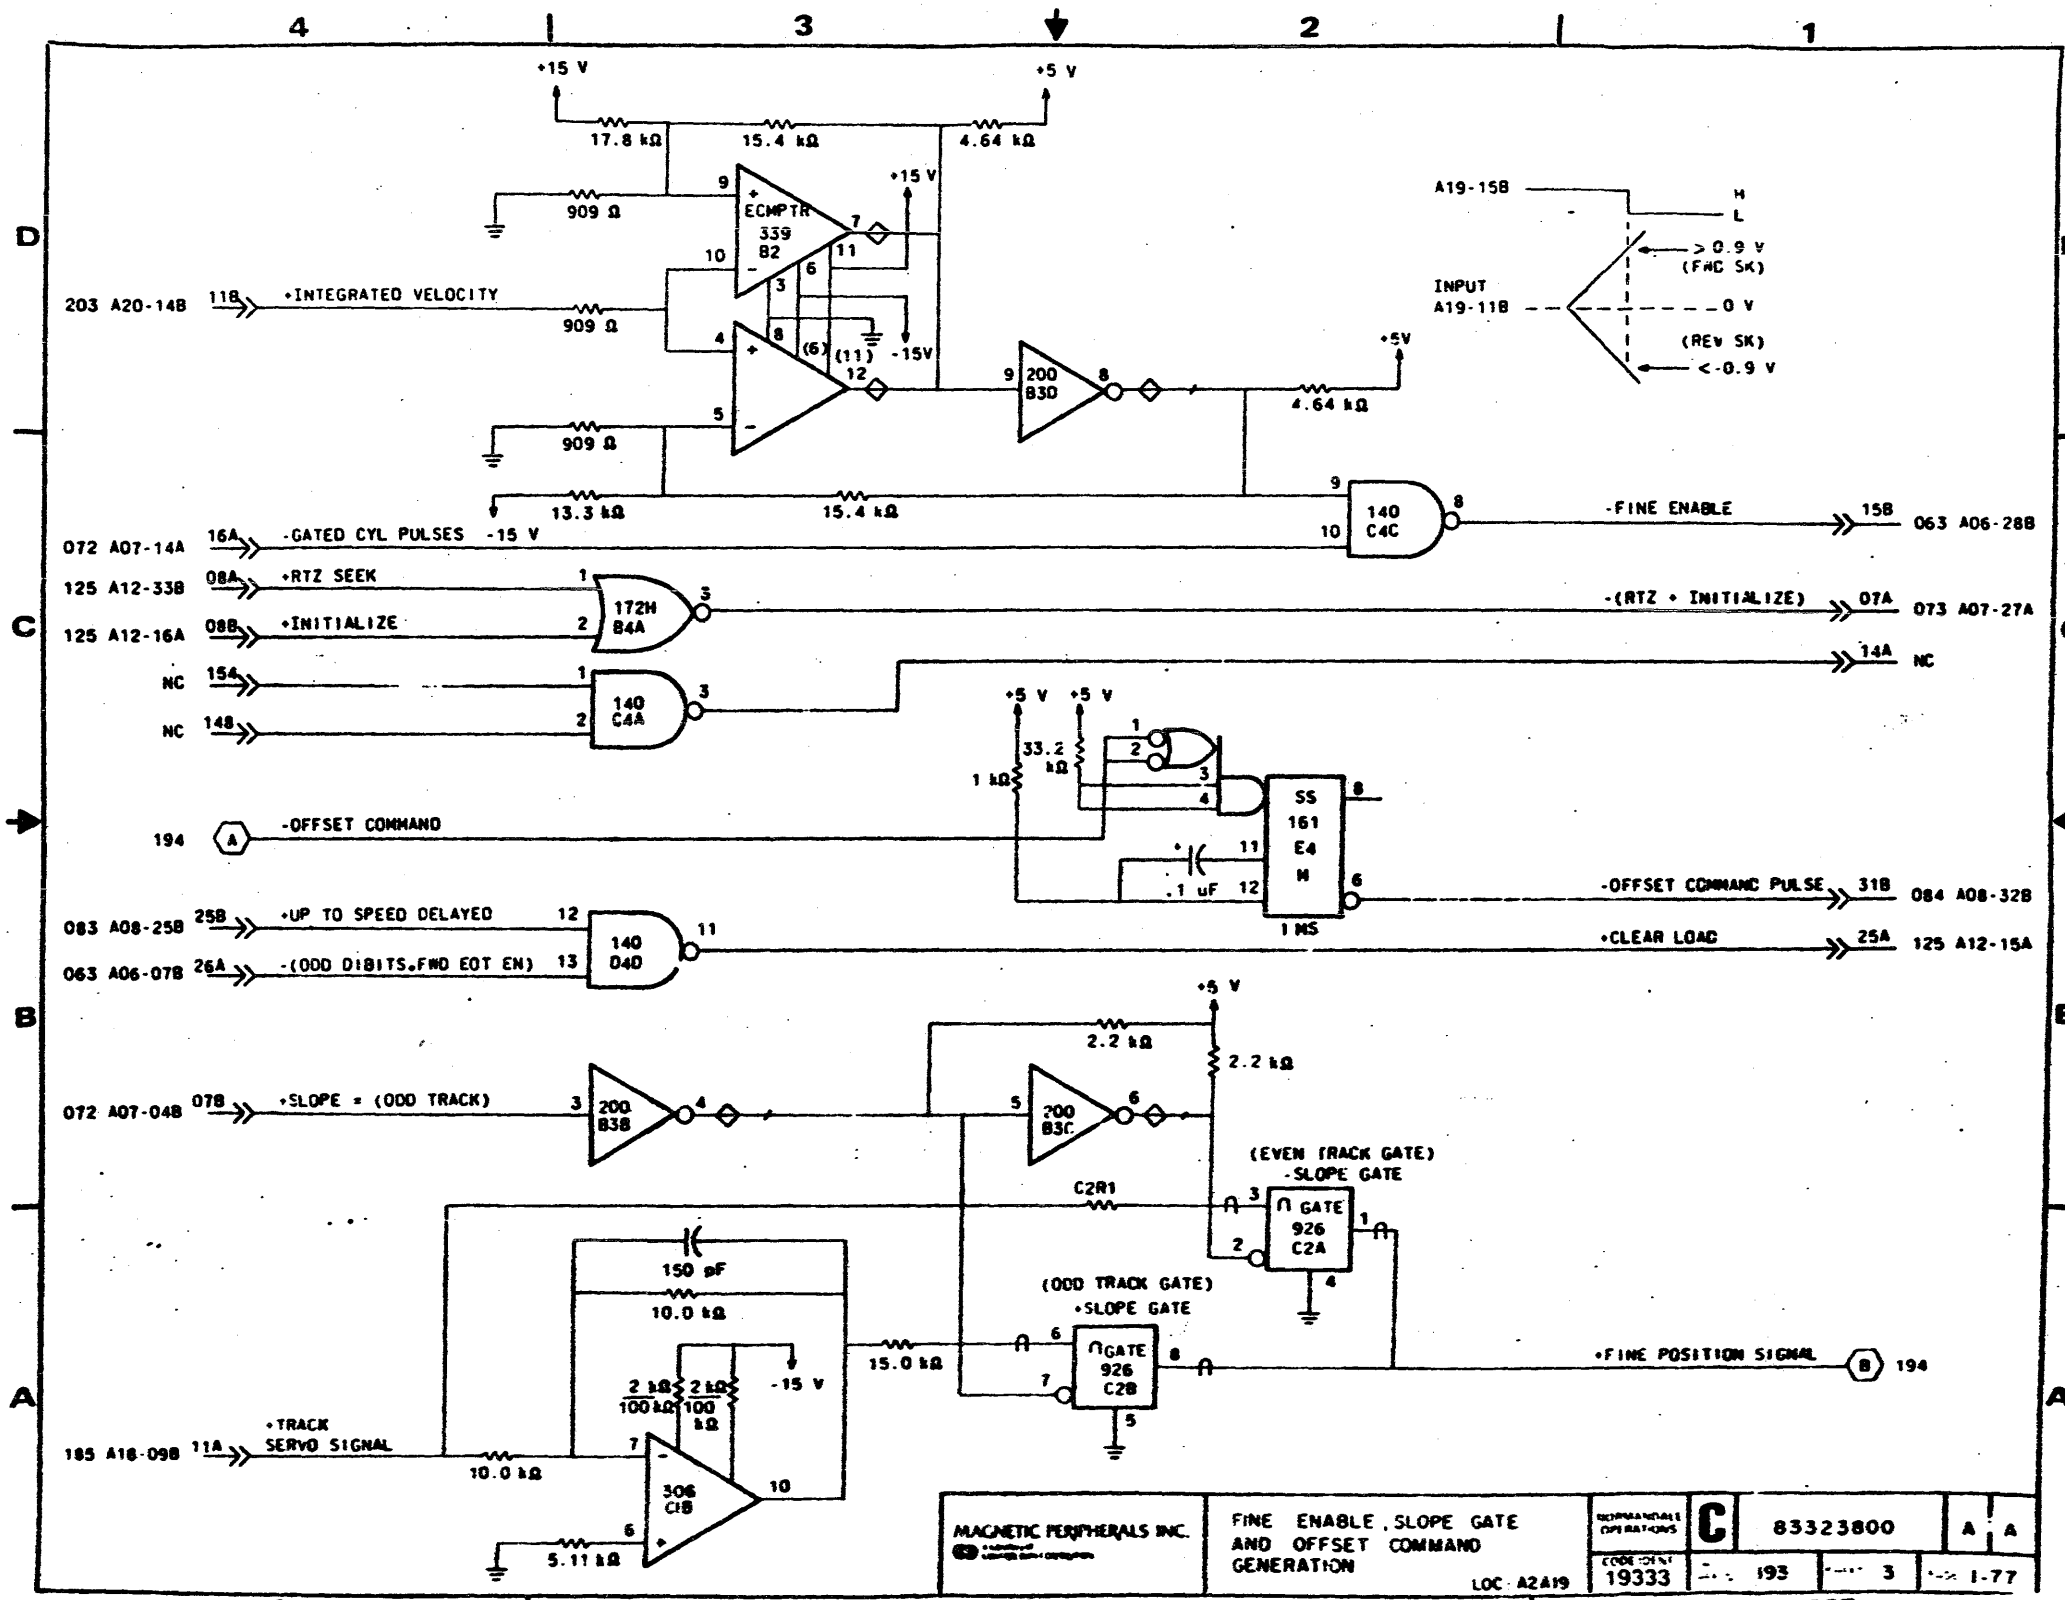 4 3 2 1
+15 V
+5 V
17.8 kΩ
15.4 kΩ
4.64 kΩ
9
+
ECMPTR
339
B2
7
+15 V
909 Ω
10
-
11
6
3
D
203 A20-14B 11B +INTEGRATED VELOCITY
909 Ω
4
+
8
(6)
(11)
-15V
12
5
-
909 Ω
9
200
B3D
8
+5V
4.64 kΩ
A19-15B
H
L
> 0.9 V
(FWD SK)
INPUT
A19-11B
0 V
(REV SK)
<-0.9 V
13.3 kΩ
15.4 kΩ
-15 V
9
10
140
C4C
8
-FINE ENABLE 15B 063 A06-28B
072 A07-14A 16A -GATED CYL PULSES
125 A12-33B 08A +RTZ SEEK
1
2
172H
B4A
3
-(RTZ + INITIALIZE) 07A 073 A07-27A
C
125 A12-16A 08B +INITIALIZE
NC 15A
1
2
140
C4A
3
14A NC
NC 14B
+5 V +5 V
1 kΩ
33.2
kΩ
1
2
3
4
SS
161
E4
M
8
11
12
6
+
.1 uF
1 MS
194 A -OFFSET COMMAND
-OFFSET COMMAND PULSE 31B 084 A08-32B
083 A08-25B 25B +UP TO SPEED DELAYED
12
13
140
D4D
11
+CLEAR LOAD 25A 125 A12-15A
063 A06-07B 26A -(ODD DIBITS.FWD EOT EN)
B
+5 V
2.2 kΩ
2.2 kΩ
072 A07-04B 07B +SLOPE = (ODD TRACK)
3
200
B3B
4
5
200
B3C
6
(EVEN TRACK GATE)
-SLOPE GATE
C2R1
3
GATE
926
C2A
1
2
4
150 pF
10.0 kΩ
(ODD TRACK GATE)
+SLOPE GATE
15.0 kΩ
6
GATE
926
C2B
8
7
5
+FINE POSITION SIGNAL B 194
A
2 kΩ
100 kΩ
2 kΩ
100
kΩ
-15 V
+TRACK
185 A18-09B 11A SERVO SIGNAL
10.0 kΩ
7
-
306
C1B
10
6
+
5.11 kΩ
MAGNETIC PERIPHERALS INC.
FINE ENABLE, SLOPE GATE
AND OFFSET COMMAND
GENERATION
LOC: A2A19
NORMANDALE
OPERATIONS
C
83323800
A A
CODE IDENT
19333
193
3
1-77